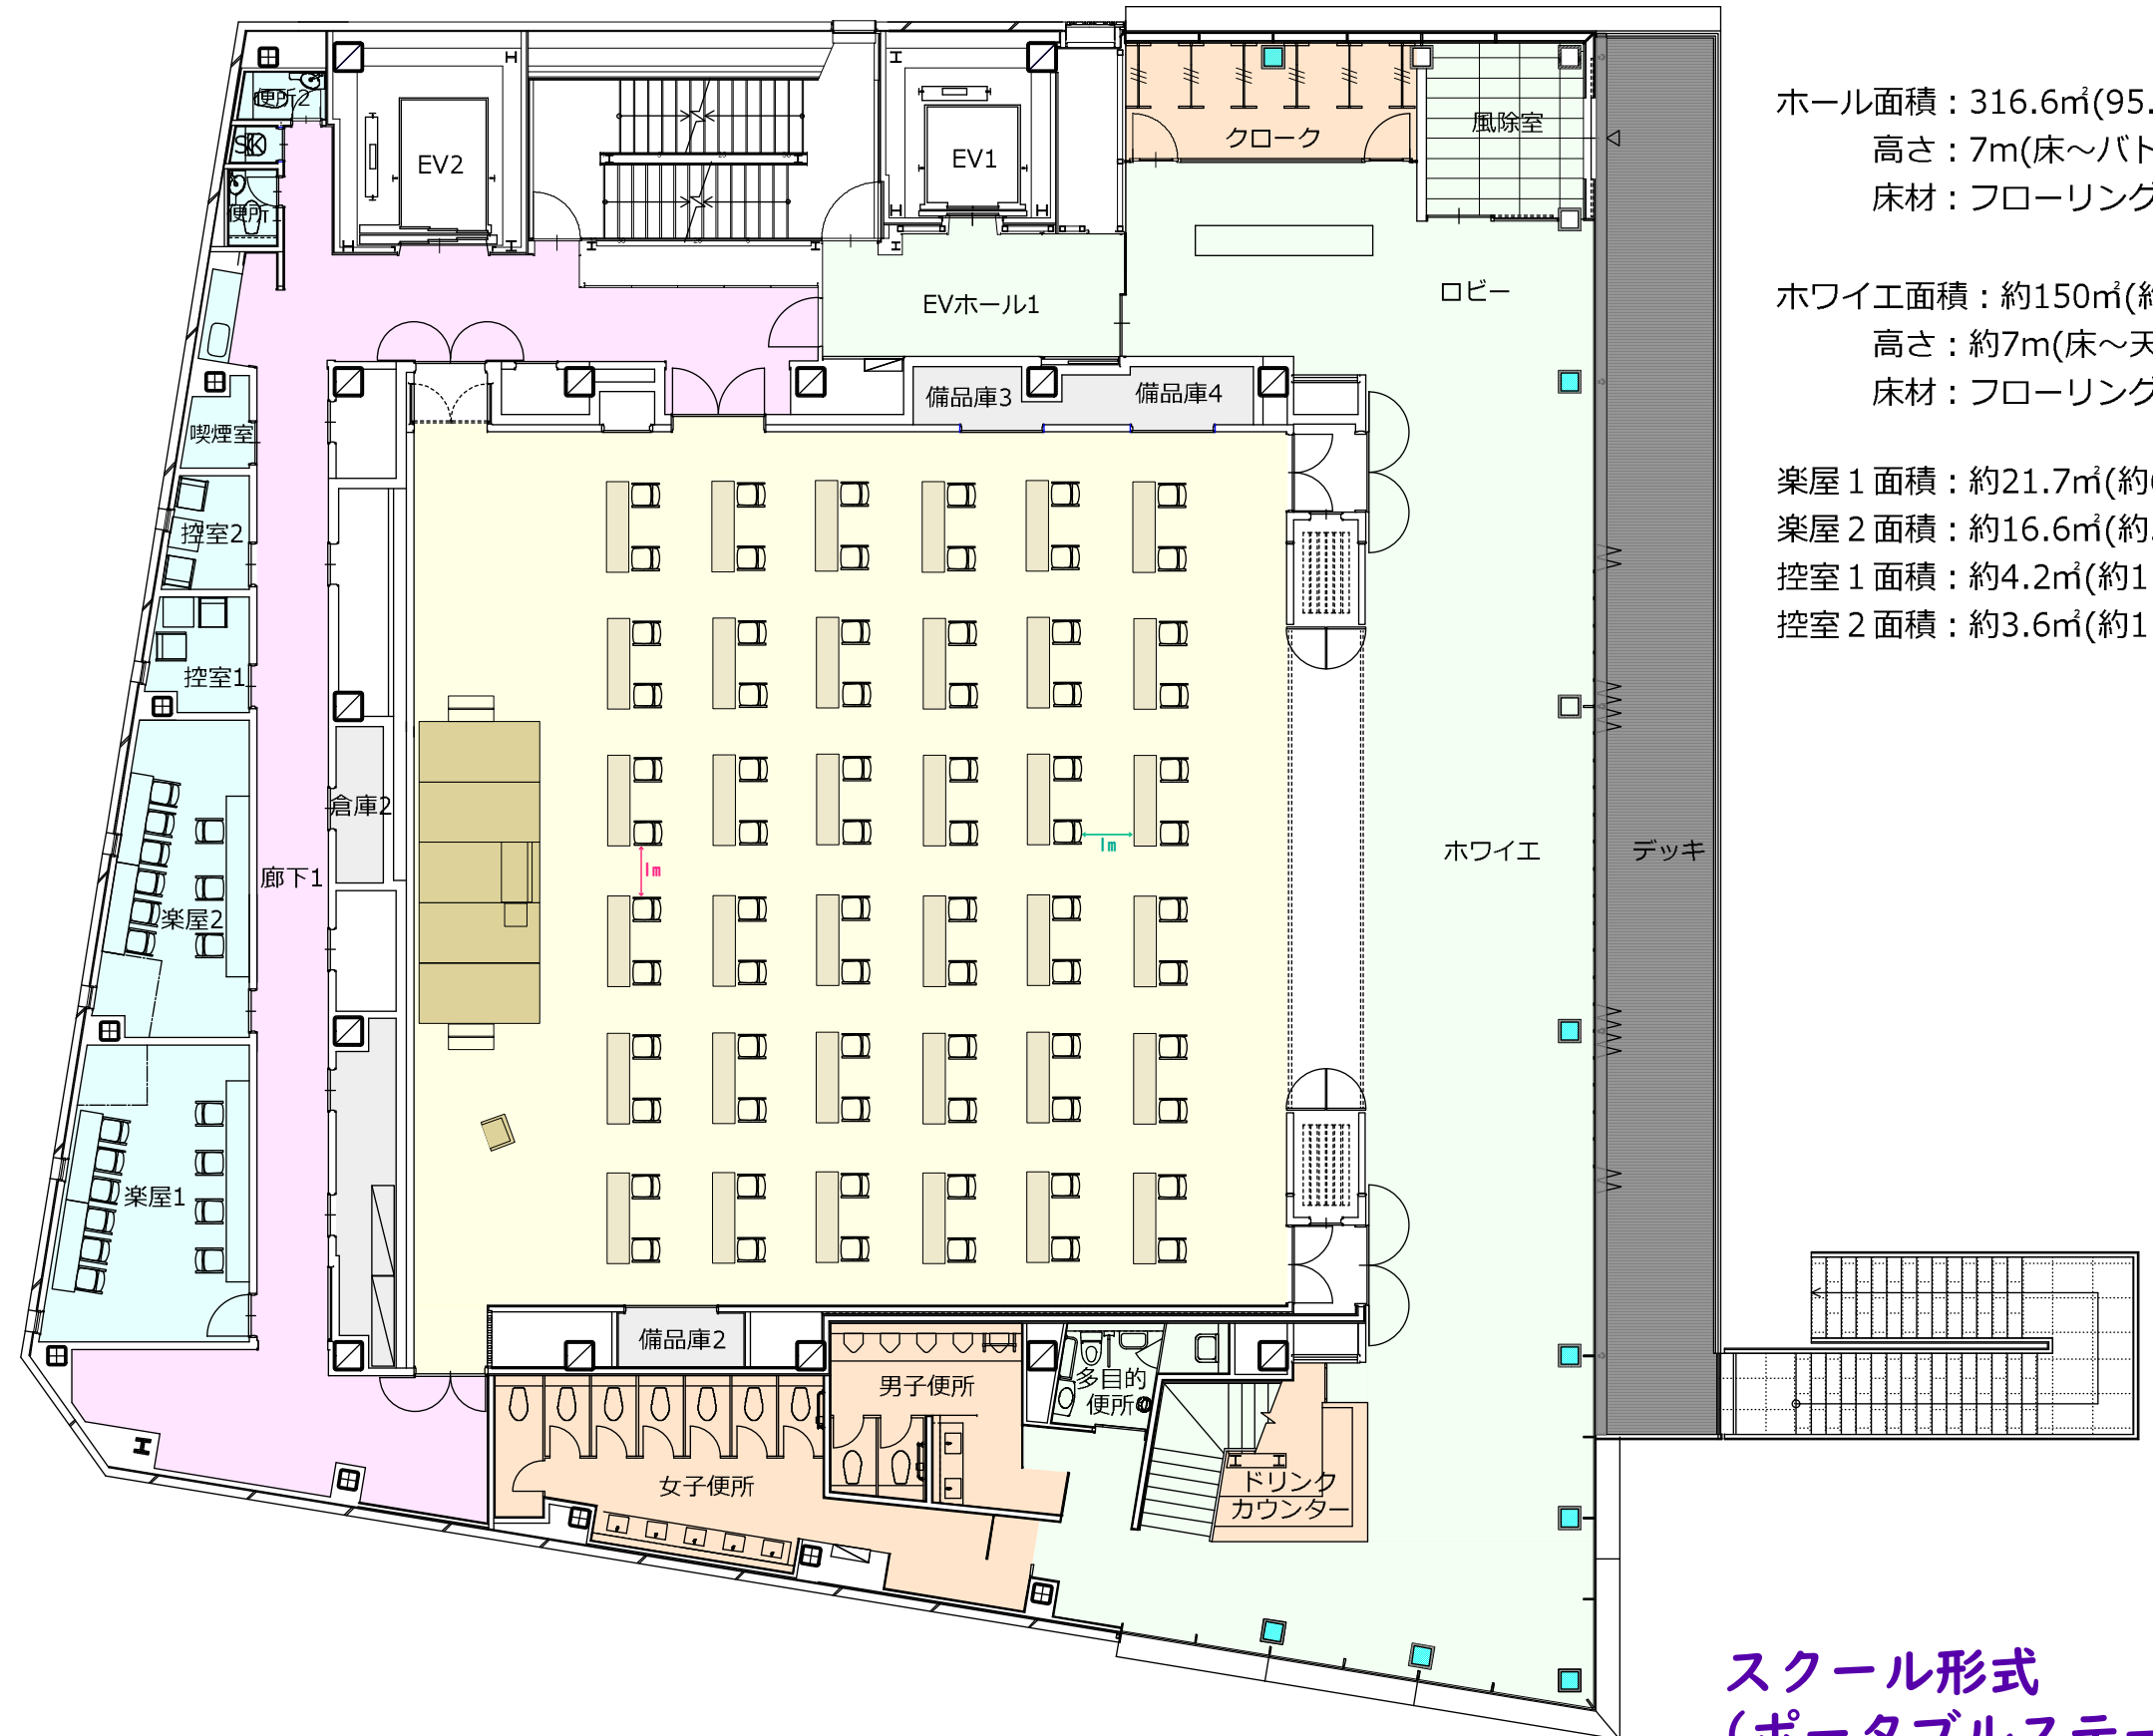 ホール面積：316.6㎡(95.
高さ：7m(床～バト
床材：フローリング
ホワイエ面積：約150㎡(約
高さ：約7m(床～天
床材：フローリング
楽屋１面積：約21.7㎡(約6
楽屋２面積：約16.6㎡(約
控室１面積：約4.2㎡(約1
控室２面積：約3.6㎡(約1
便所2
SK
便所1
EV2
EV1
クローク
風除室
EVホール1
ロビー
備品庫3
備品庫4
喫煙室
控室2
控室1
倉庫2
廊下1
楽屋2
楽屋1
1m
1m
ホワイエ
デッキ
備品庫2
男子便所
多目的
便所
女子便所
ドリンク
カウンター
スクール形式
(ポータブルステー